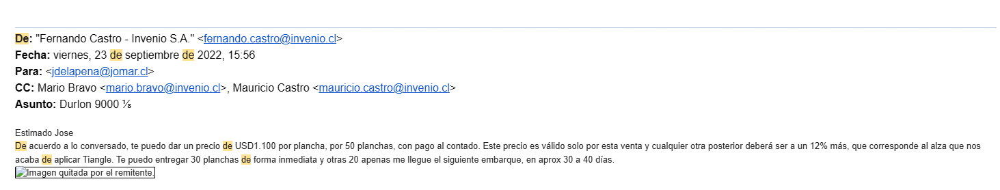 De: "Fernando Castro - Invenio S.A." <fernando.castro@invenio.cl>
Fecha: viernes, 23 de septiembre de 2022, 15:56
Para: <jdelapena@jomar.cl>
CC: Mario Bravo <mario.bravo@invenio.cl>, Mauricio Castro <mauricio.castro@invenio.cl>
Asunto: Durlon 9000 ⅛
Estimado Jose
De acuerdo a lo conversado, te puedo dar un precio de USD1.100 por plancha, por 50 planchas, con pago al contado. Este precio es válido solo por esta venta y cualquier otra posterior deberá ser a un 12% más, que corresponde al alza que nos
acaba de aplicar Tiangle. Te puedo entregar 30 planchas de forma inmediata y otras 20 apenas me llegue el siguiente embarque, en aprox 30 a 40 días.
Imagen quitada por el remitente.